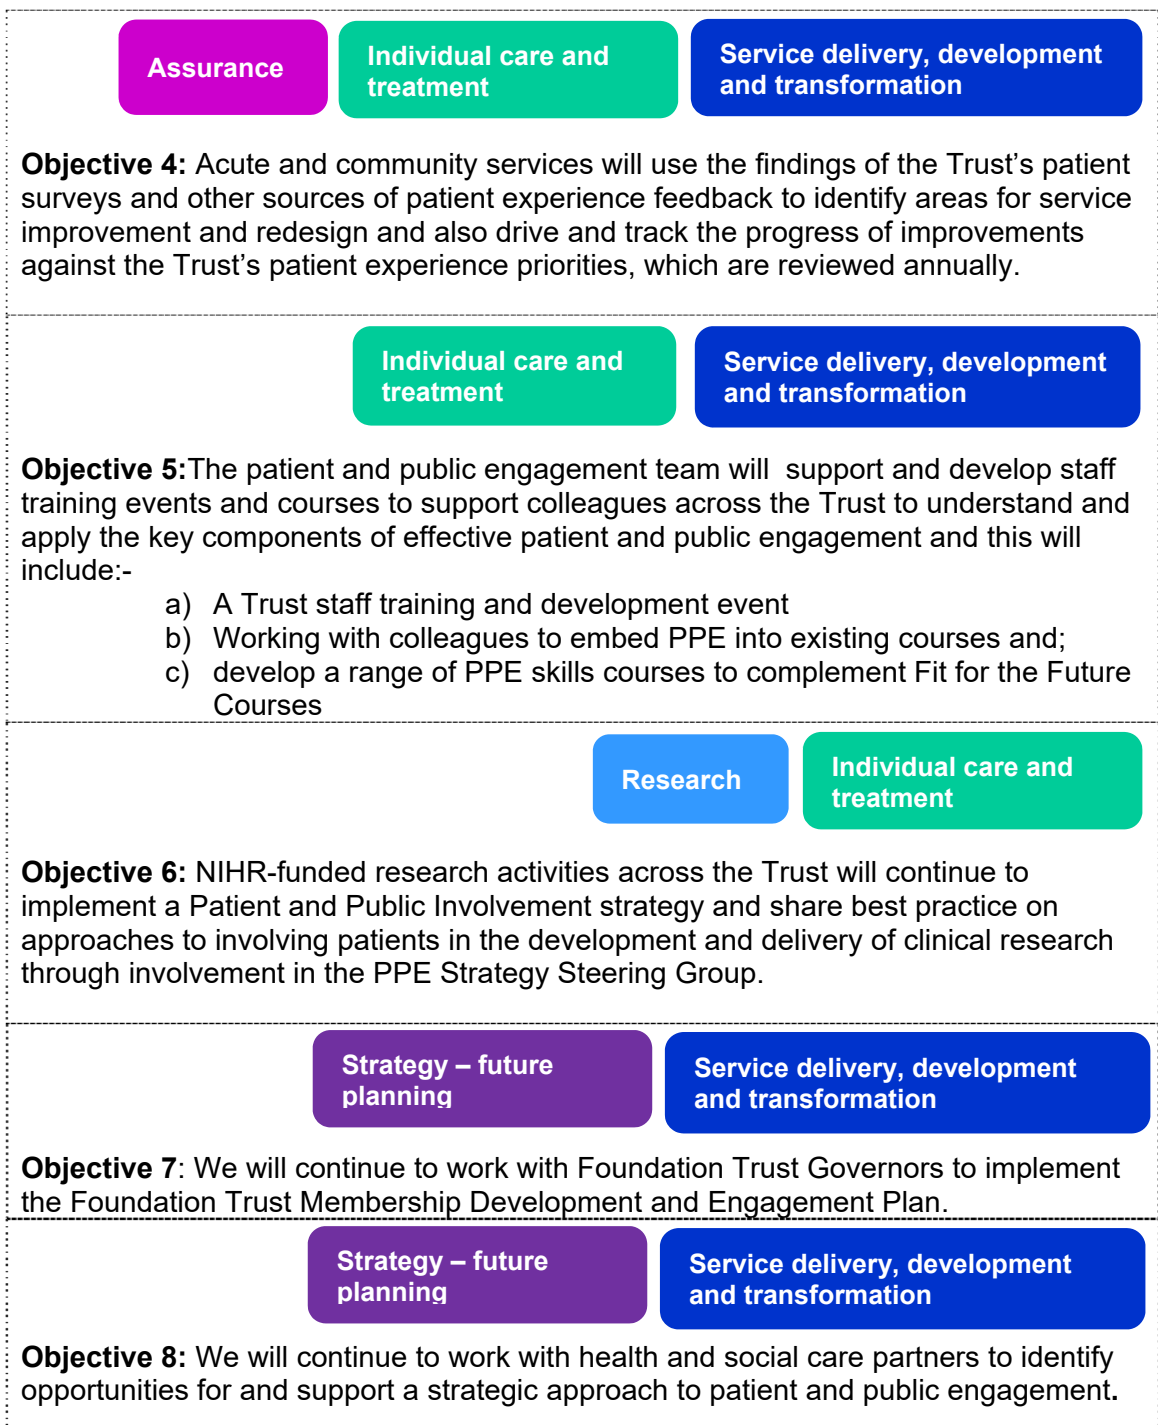 Assurance
Individual care and
treatment
Service delivery, development
and transformation
Objective 4: Acute and community services will use the findings of the Trust’s patient
surveys and other sources of patient experience feedback to identify areas for service
improvement and redesign and also drive and track the progress of improvements
against the Trust’s patient experience priorities, which are reviewed annually.
Individual care and
treatment
Service delivery, development
and transformation
Objective 5:The patient and public engagement team will  support and develop staff
training events and courses to support colleagues across the Trust to understand and
apply the key components of effective patient and public engagement and this will
include:-
a) A Trust staff training and development event
b) Working with colleagues to embed PPE into existing courses and;
c) develop a range of PPE skills courses to complement Fit for the Future
Courses
Research
Individual care and
treatment
Objective 6: NIHR-funded research activities across the Trust will continue to
implement a Patient and Public Involvement strategy and share best practice on
approaches to involving patients in the development and delivery of clinical research
through involvement in the PPE Strategy Steering Group.
Strategy – future
planning
Service delivery, development
and transformation
Objective 7: We will continue to work with Foundation Trust Governors to implement
the Foundation Trust Membership Development and Engagement Plan.
Strategy – future
planning
Service delivery, development
and transformation
Objective 8: We will continue to work with health and social care partners to identify
opportunities for and support a strategic approach to patient and public engagement.